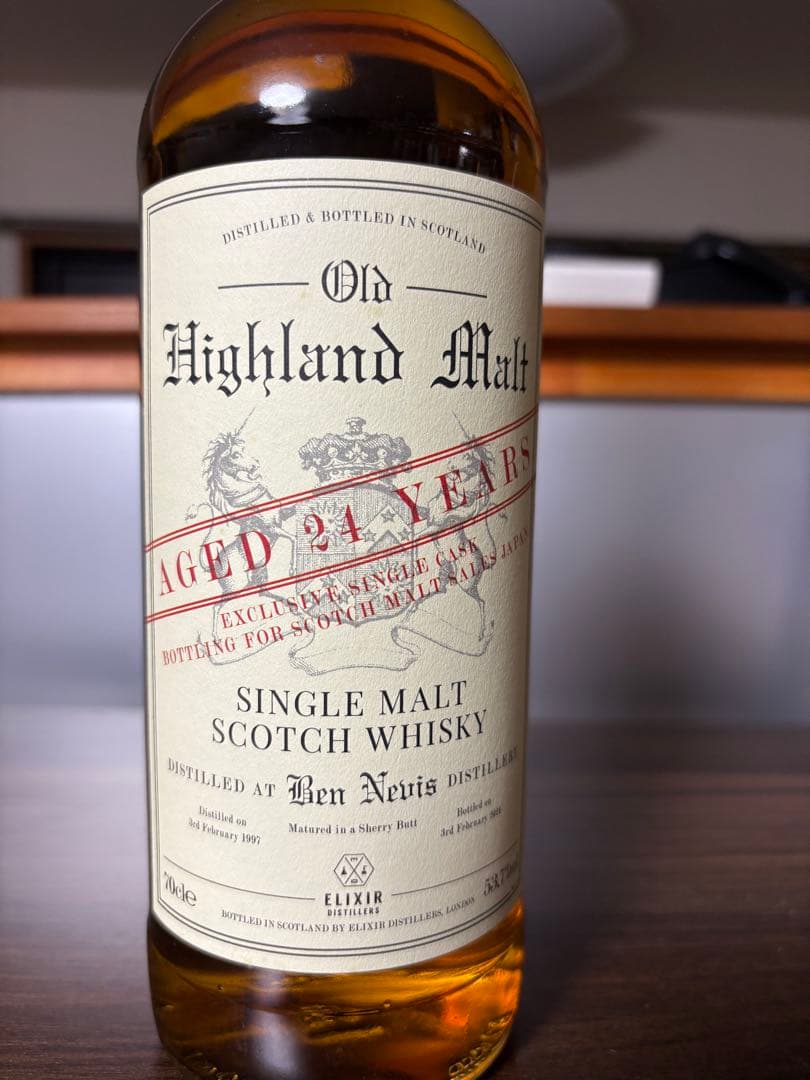 DISTILLED & BOTTLED IN SCOTLAND
Old
Highland Malt
AGED 24 YEARS
EXCLUSIVE SINGLE CASK
BOTTLING FOR SCOTCH MALT SALES JAPAN
SINGLE MALT
SCOTCH WHISKY
DISTILLED AT Ben Nevis DISTILLERY
Distilled on
3rd February 1997
Matured in a Sherry Butt
Bottled on
3rd February
70cl e
ELIXIR
DISTILLERS
BOTTLED IN SCOTLAND BY ELIXIR DISTILLERS, LONDON